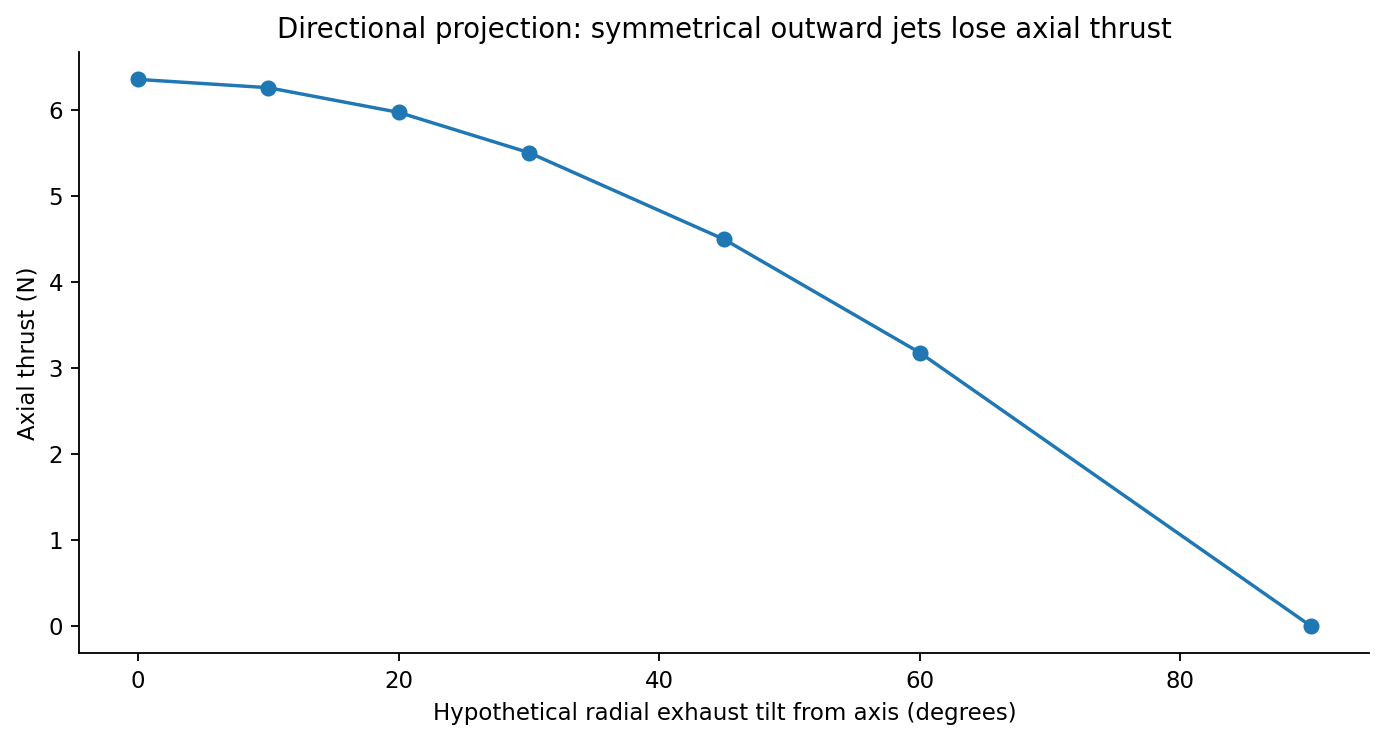 Directional projection: symmetrical outward jets lose axial thrust
Axial thrust (N)
6
5
4
3
2
1
0
0 20 40 60 80
Hypothetical radial exhaust tilt from axis (degrees)